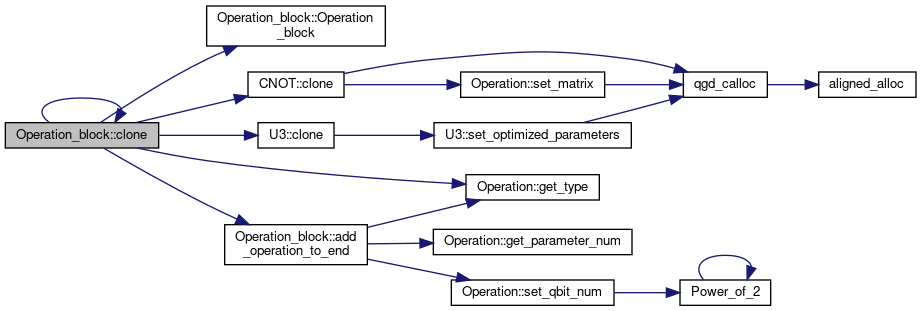 Operation_block::Operation
_block
CNOT::clone
Operation::set_matrix
qgd_calloc
aligned_alloc
Operation_block::clone
U3::clone
U3::set_optimized_parameters
Operation::get_type
Operation_block::add
_operation_to_end
Operation::get_parameter_num
Operation::set_qbit_num
Power_of_2